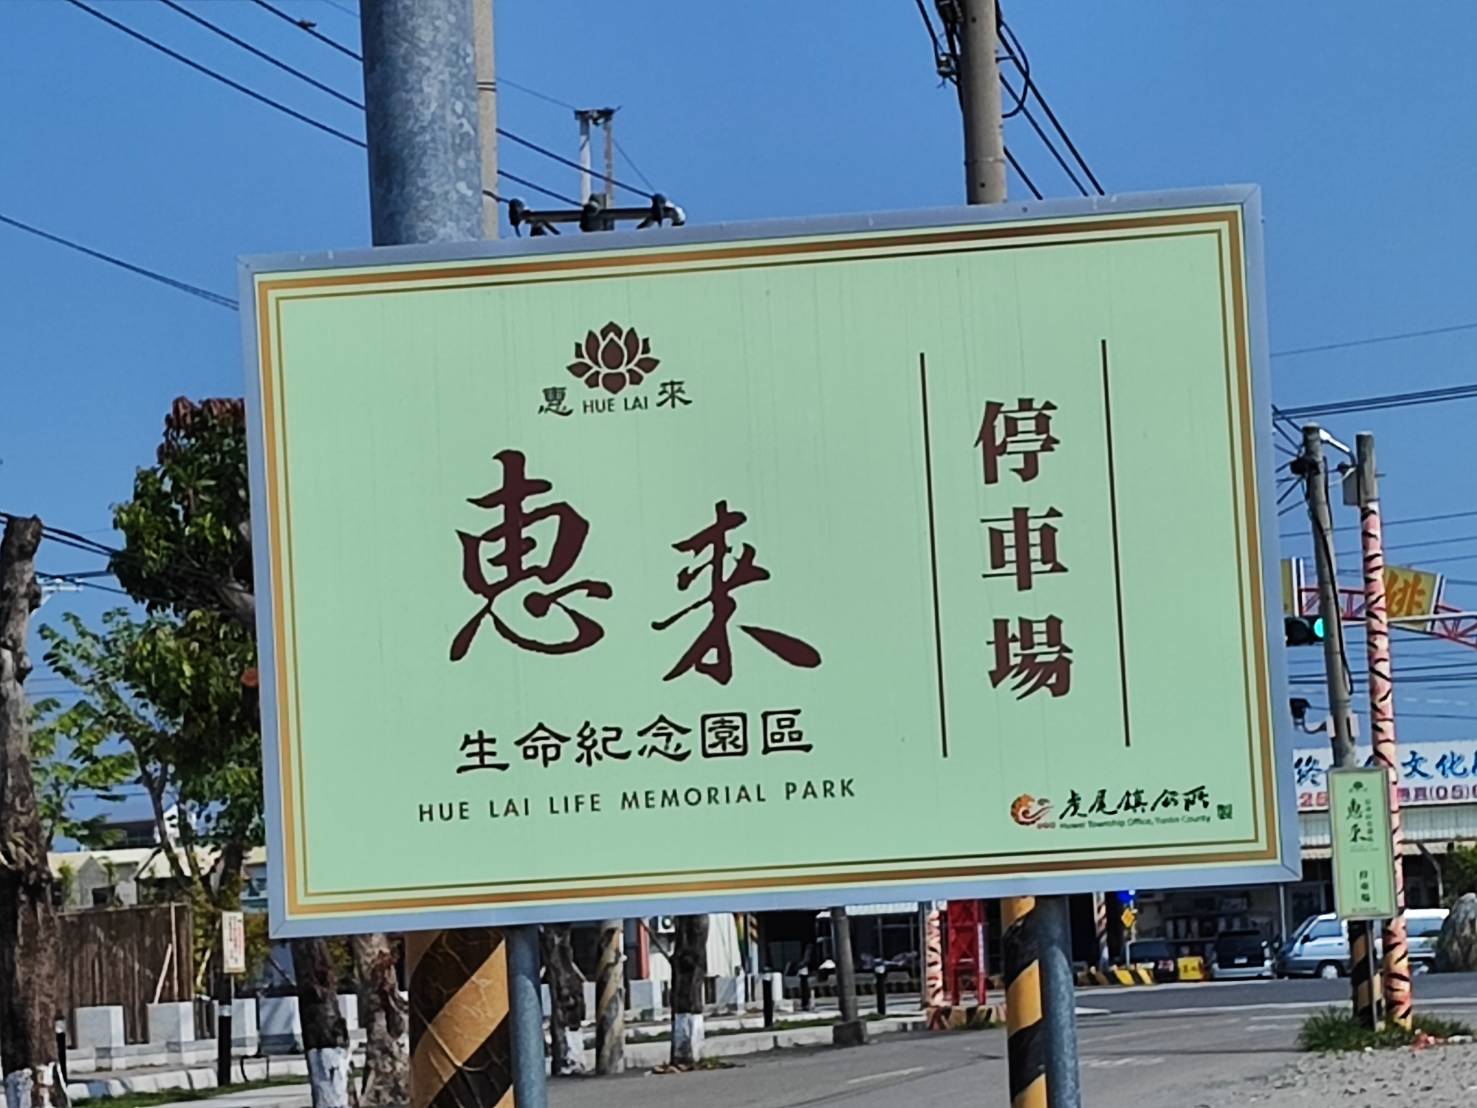 惠 HUE LAI 來
惠來
生命紀念園區
HUE LAI LIFE MEMORIAL PARK
停車場
虎尾鎮公所
Huwei Township Office, Yunlin County
惠來
停車場
文化
(05)